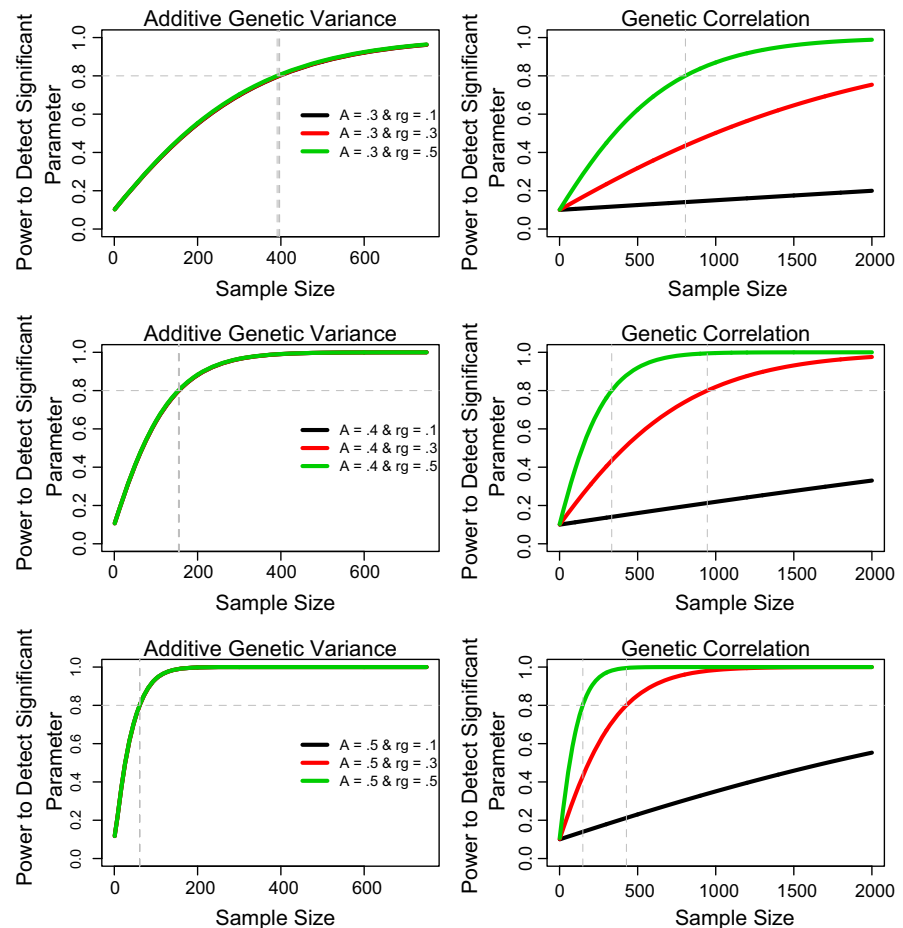 Additive Genetic Variance
Power to Detect Significant
Parameter
1.0
0.8
0.6
0.4
0.2
0.0
A = .3 & rg = .1
A = .3 & rg = .3
A = .3 & rg = .5
0 200 400 600
Sample Size
Genetic Correlation
Power to Detect Significant
Parameter
1.0
0.8
0.6
0.4
0.2
0.0
0 500 1000 1500 2000
Sample Size
Additive Genetic Variance
Power to Detect Significant
Parameter
1.0
0.8
0.6
0.4
0.2
0.0
A = .4 & rg = .1
A = .4 & rg = .3
A = .4 & rg = .5
0 200 400 600
Sample Size
Genetic Correlation
Power to Detect Significant
Parameter
1.0
0.8
0.6
0.4
0.2
0.0
0 500 1000 1500 2000
Sample Size
Additive Genetic Variance
Power to Detect Significant
Parameter
1.0
0.8
0.6
0.4
0.2
0.0
A = .5 & rg = .1
A = .5 & rg = .3
A = .5 & rg = .5
0 200 400 600
Sample Size
Genetic Correlation
Power to Detect Significant
Parameter
1.0
0.8
0.6
0.4
0.2
0.0
0 500 1000 1500 2000
Sample Size